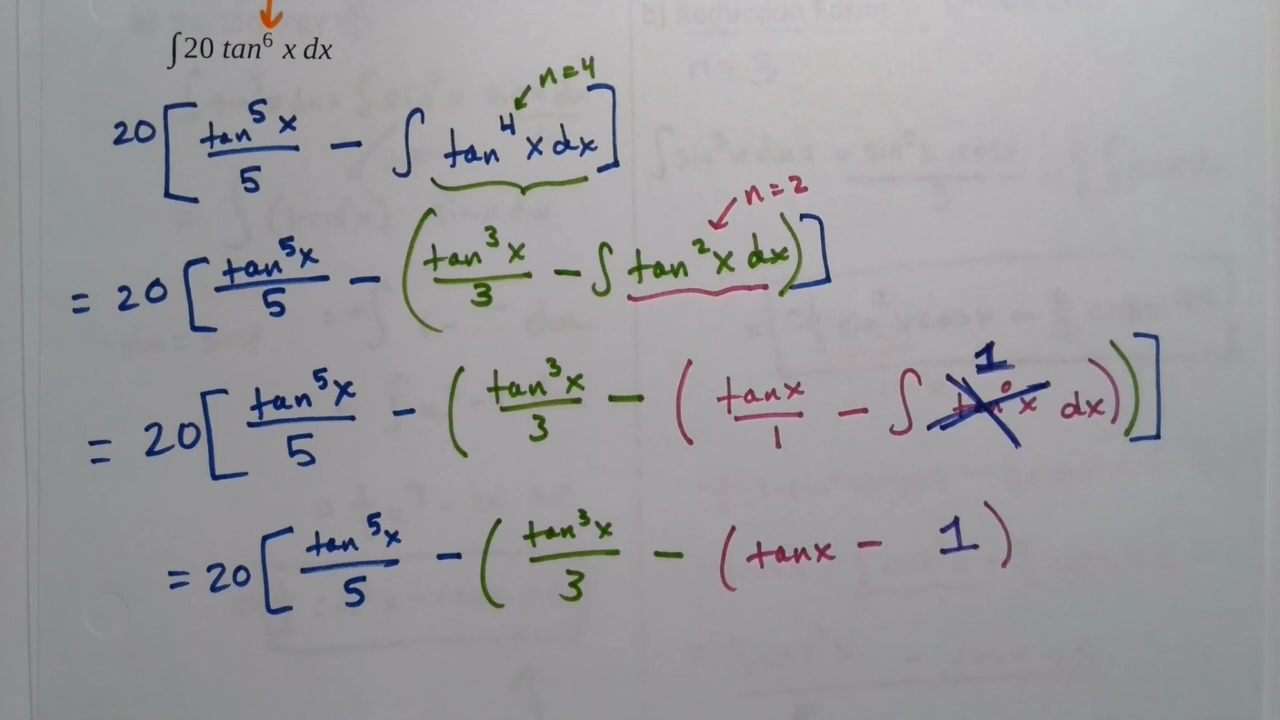 ∫20 tan⁶ x dx
n=4
20[tan⁵x/5 - ∫tan⁴x dx]
n=2
= 20[tan⁵x/5 - (tan³x/3 - ∫tan²x dx)]
1
= 20[tan⁵x/5 - (tan³x/3 - (tanx/1 - ∫tan⁰x dx))]
= 20[tan⁵x/5 - (tan³x/3 - (tanx - 1)